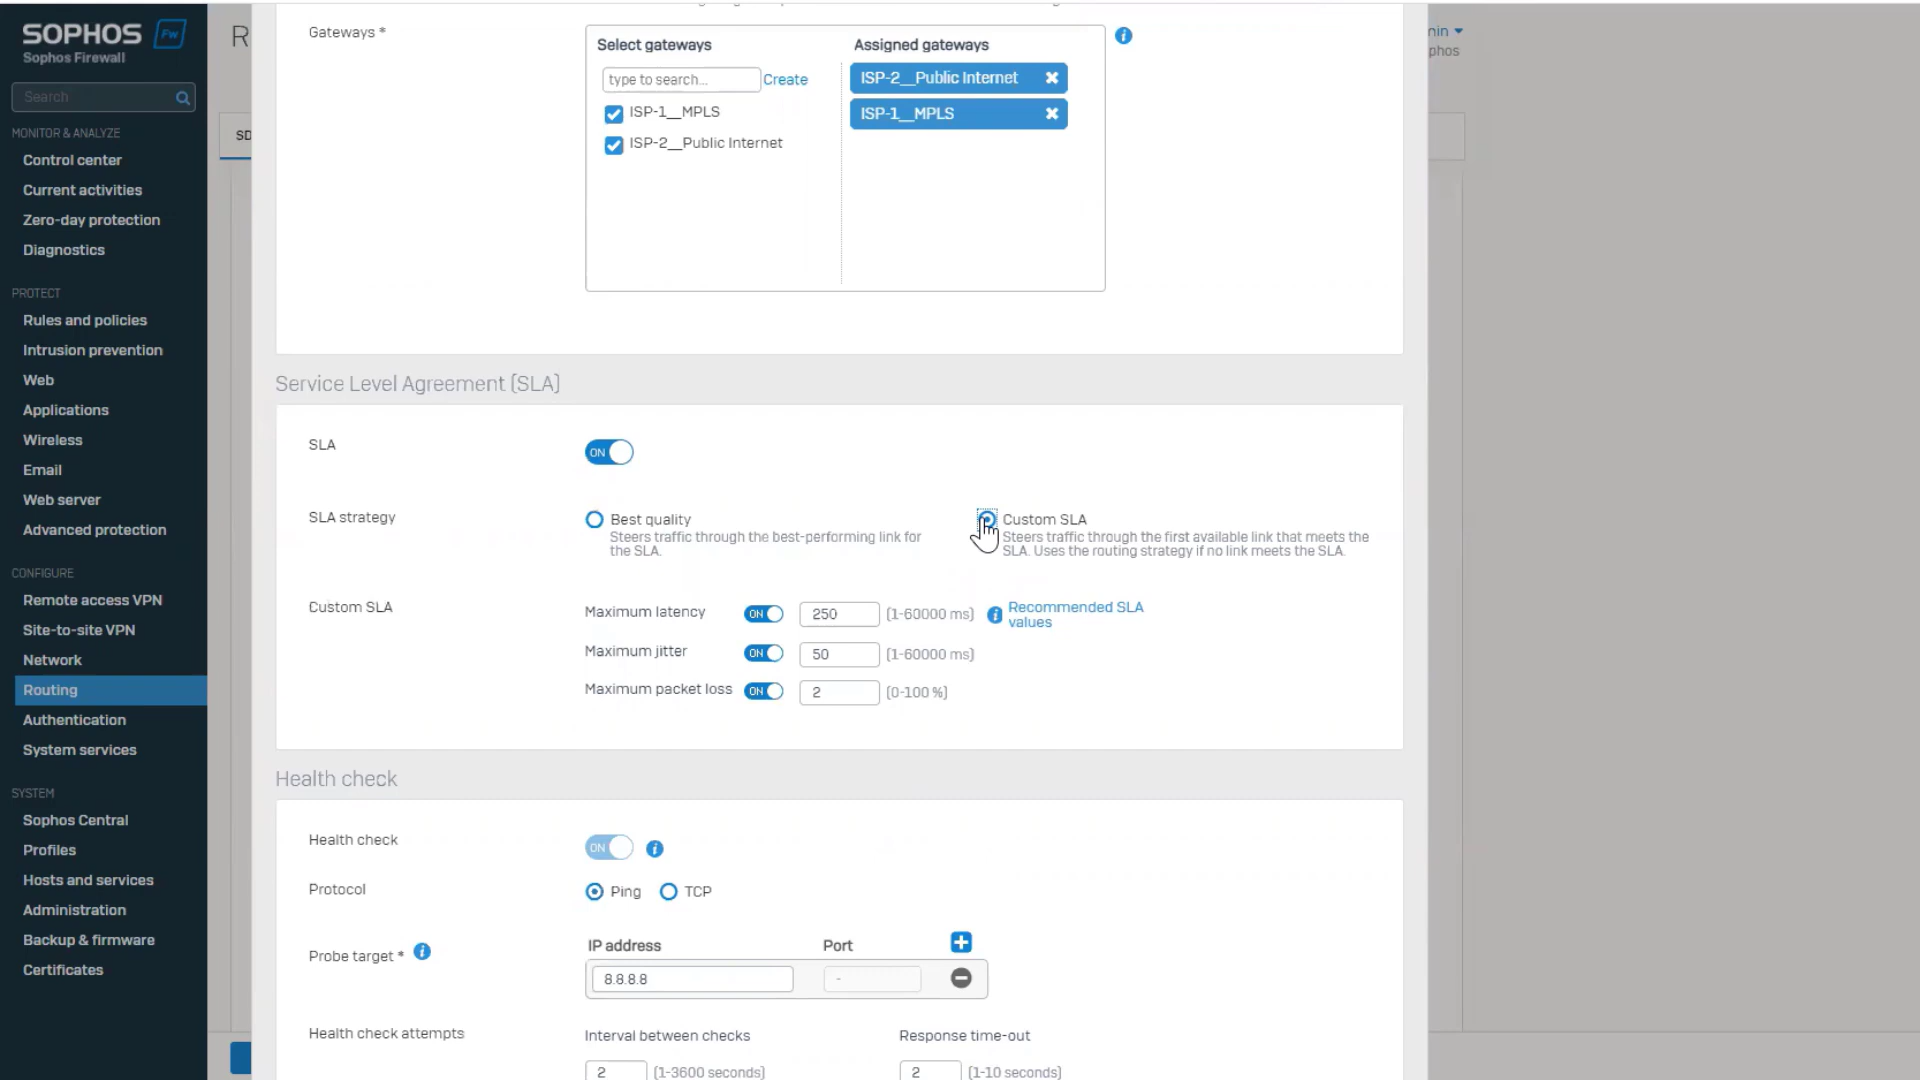 SOPHOS Fw
Sophos Firewall
Search
MONITOR & ANALYZE
Control center
Current activities
Zero-day protection
Diagnostics
PROTECT
Rules and policies
Intrusion prevention
Web
Applications
Wireless
Email
Web server
Advanced protection
CONFIGURE
Remote access VPN
Site-to-site VPN
Network
Routing
Authentication
System services
SYSTEM
Sophos Central
Profiles
Hosts and services
Administration
Backup & firmware
Certificates
R
SD
min
phos
Gateways *
Select gateways
Assigned gateways
type to search...
Create
ISP-1__MPLS
ISP-2__Public Internet
ISP-2__Public Internet
ISP-1__MPLS
Service Level Agreement (SLA)
SLA
ON
SLA strategy
Best quality
Steers traffic through the best-performing link for
the SLA.
Custom SLA
Steers traffic through the first available link that meets the
SLA. Uses the routing strategy if no link meets the SLA.
Custom SLA
Maximum latency ON 250 (1-60000 ms)
Recommended SLA
values
Maximum jitter ON 50 (1-60000 ms)
Maximum packet loss ON 2 (0-100 %)
Health check
Health check
ON
Protocol
Ping
TCP
Probe target *
IP address
Port
8.8.8.8
-
Health check attempts
Interval between checks
Response time-out
2 (1-3600 seconds)
2 (1-10 seconds)